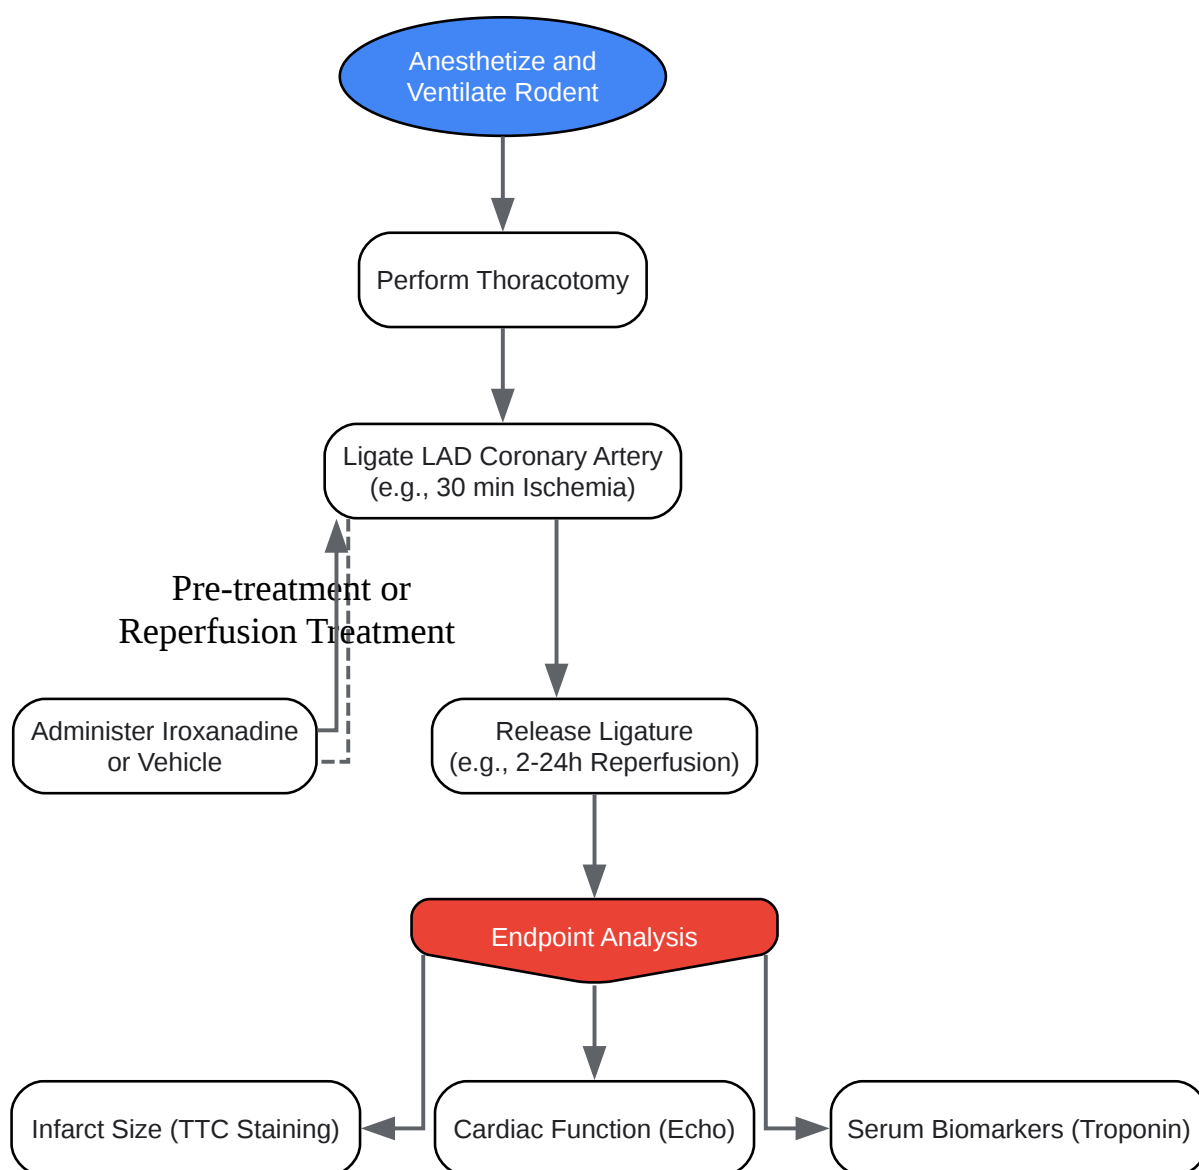 Anesthetize and
Ventilate Rodent
Perform Thoracotomy
Ligate LAD Coronary Artery
(e.g., 30 min Ischemia)
Pre-treatment or
Reperfusion Treatment
Administer Iroxanadine
or Vehicle
Release Ligature
(e.g., 2-24h Reperfusion)
Endpoint Analysis
Infarct Size (TTC Staining)
Cardiac Function (Echo)
Serum Biomarkers (Troponin)